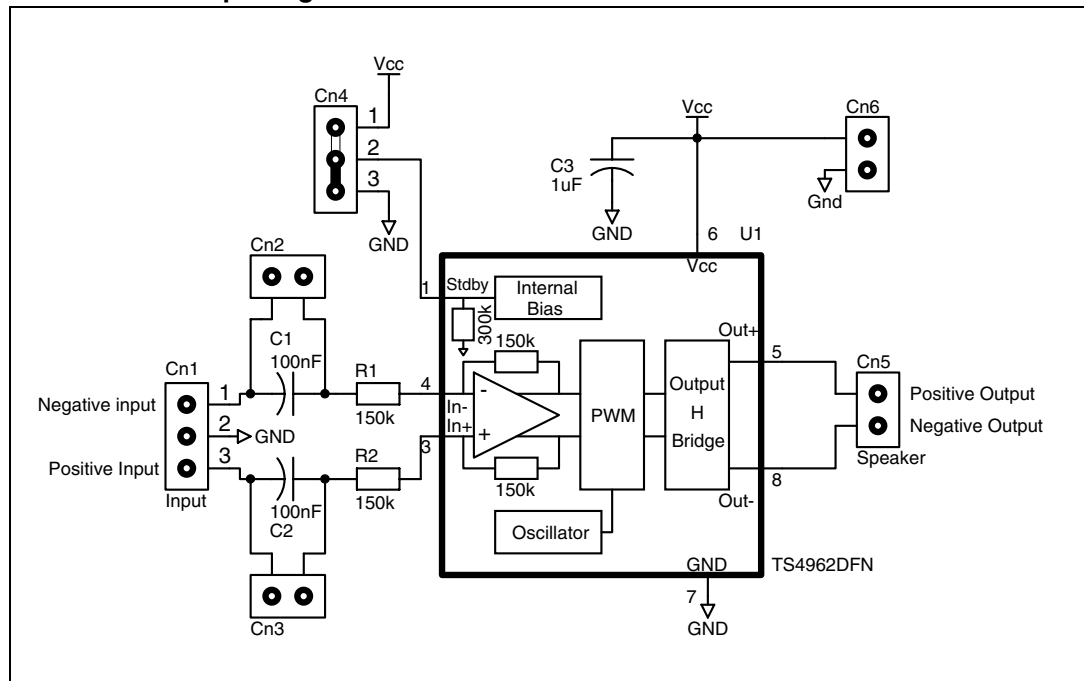 Vcc
Cn4
1
2
3
GND
Vcc
Cn6
C3
1uF
GND
Gnd
6 U1
Vcc
Cn2
1
Stdby
Internal
Bias
300k
C1
100nF
Cn1
Negative input
1
2
GND
Positive Input
3
Input
R1
150k
4
In-
In+
3
R2
150k
100nF
C2
Cn3
150k
-
+
150k
PWM
Oscillator
Output
H
Bridge
Out+
5
Out-
8
Cn5
Positive Output
Negative Output
Speaker
GND
TS4962DFN
7
GND